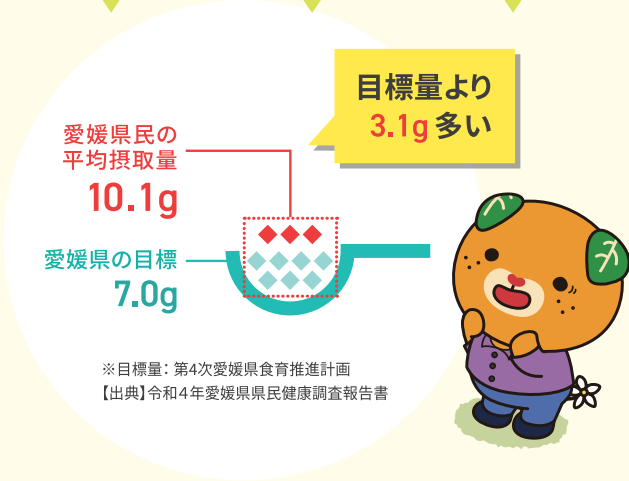 目標量より
3.1g多い
愛媛県民の
平均摂取量
10.1g
愛媛県の目標
7.0g
※目標量：第4次愛媛県食育推進計画
【出典】令和4年愛媛県県民健康調査報告書